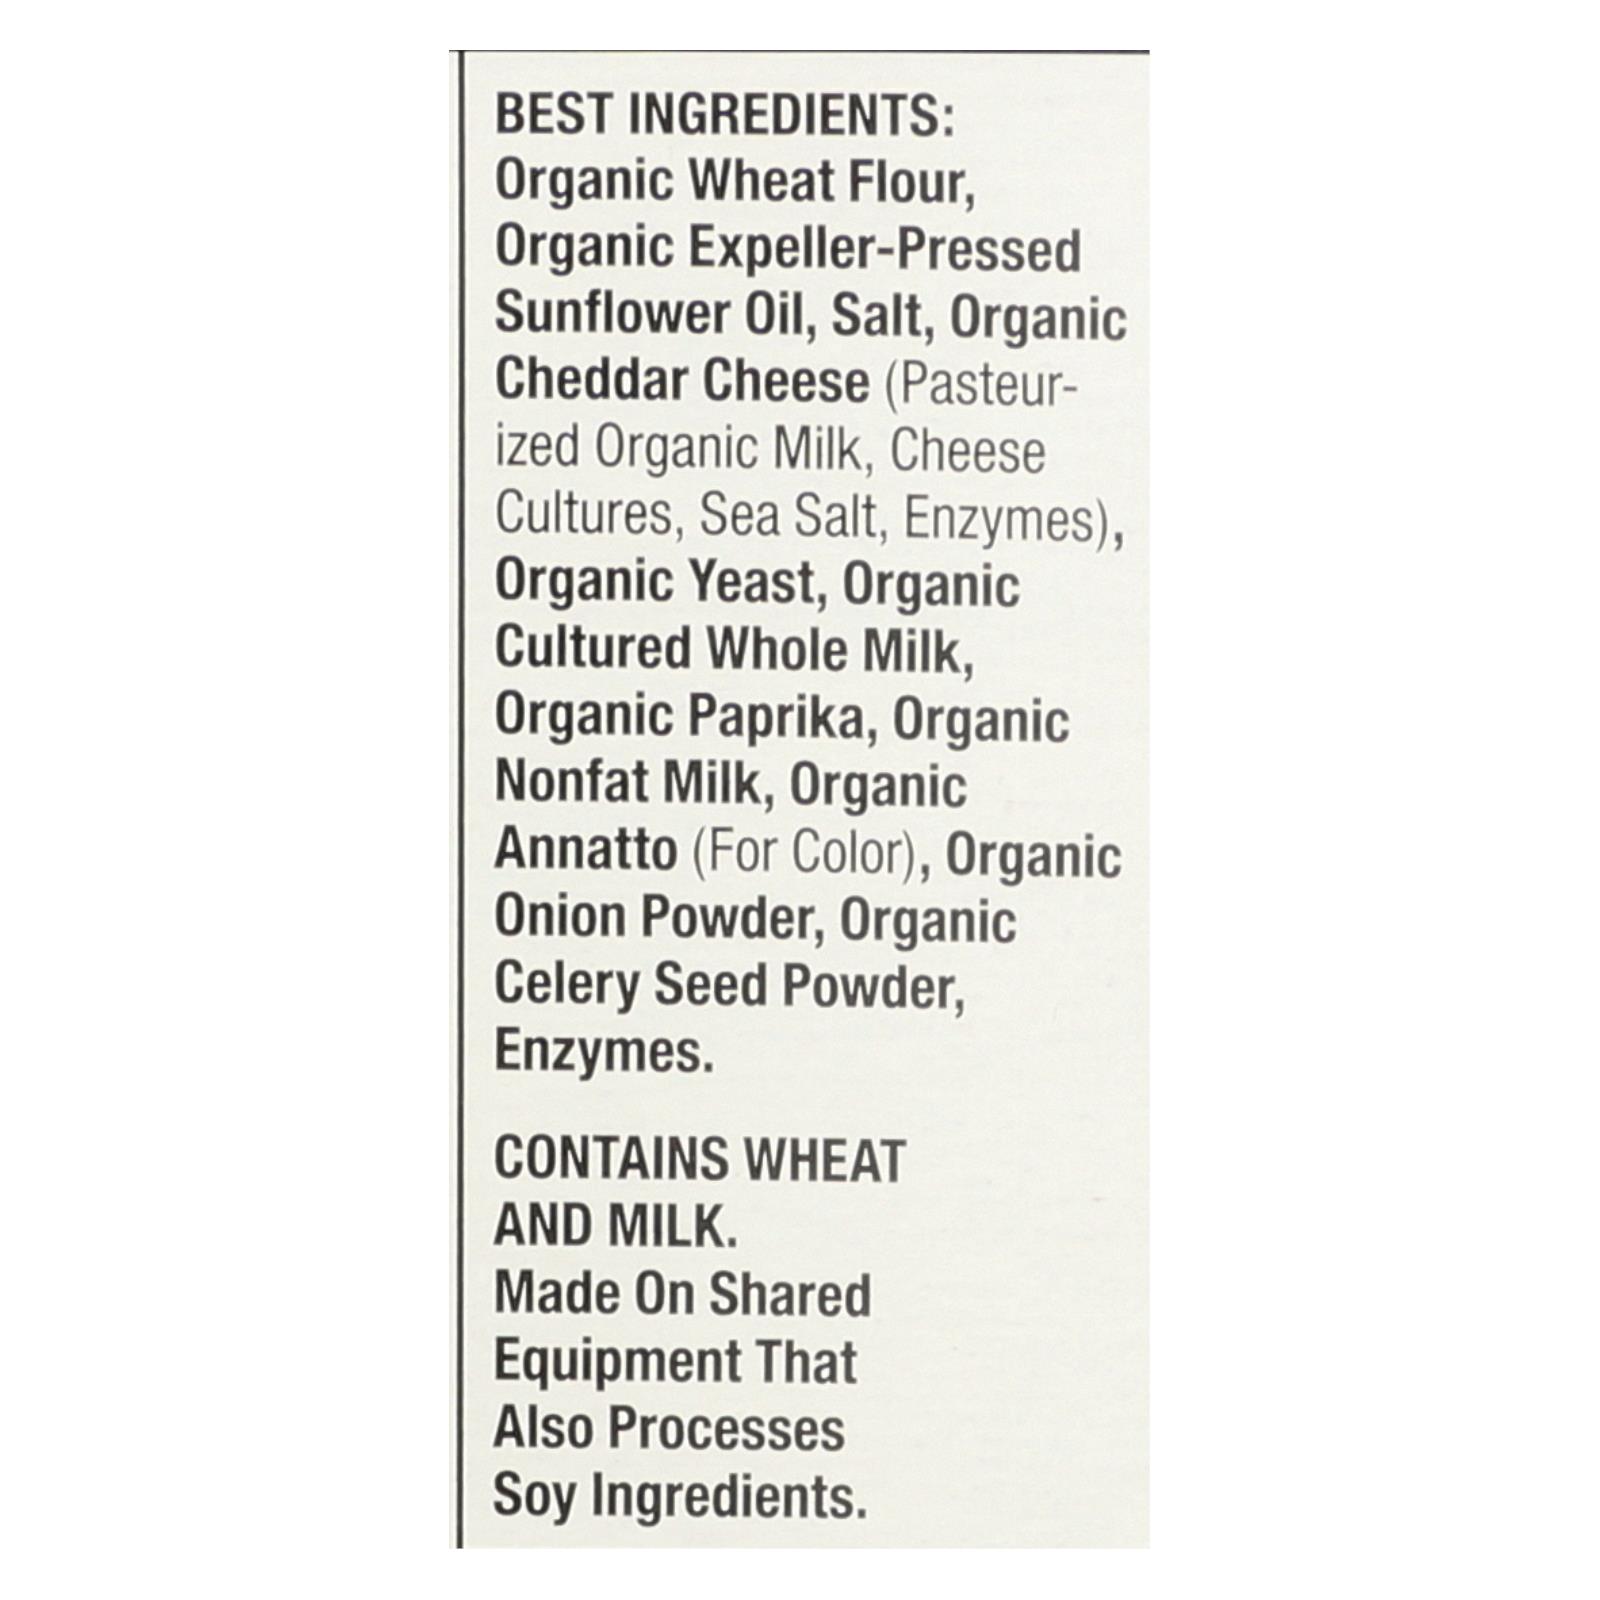 BEST INGREDIENTS:
Organic Wheat Flour,
Organic Expeller-Pressed
Sunflower Oil, Salt, Organic
Cheddar Cheese (Pasteur-
ized Organic Milk, Cheese
Cultures, Sea Salt, Enzymes),
Organic Yeast, Organic
Cultured Whole Milk,
Organic Paprika, Organic
Nonfat Milk, Organic
Annatto (For Color), Organic
Onion Powder, Organic
Celery Seed Powder,
Enzymes.
CONTAINS WHEAT
AND MILK.
Made On Shared
Equipment That
Also Processes
Soy Ingredients.